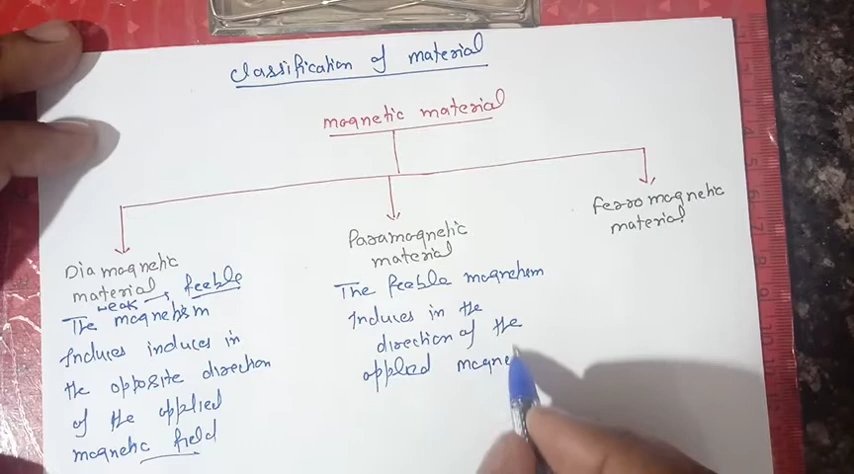 Classification of material
magnetic material
Dia magnetic
material
weak → feeble
The magnetism
Induces induces in
the opposite direction
of the applied
magnetic field
Paramagnetic
material
The feeble magnetism
Induces in the
direction of the
applied magne
Ferro magnetic
material